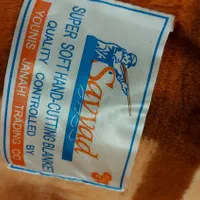 Sayyad
SUPER SOFT HAND-CUTTING BLANKET
QUALITY CONTROLLED BY
YOUNIS JANAHI TRADING CO.